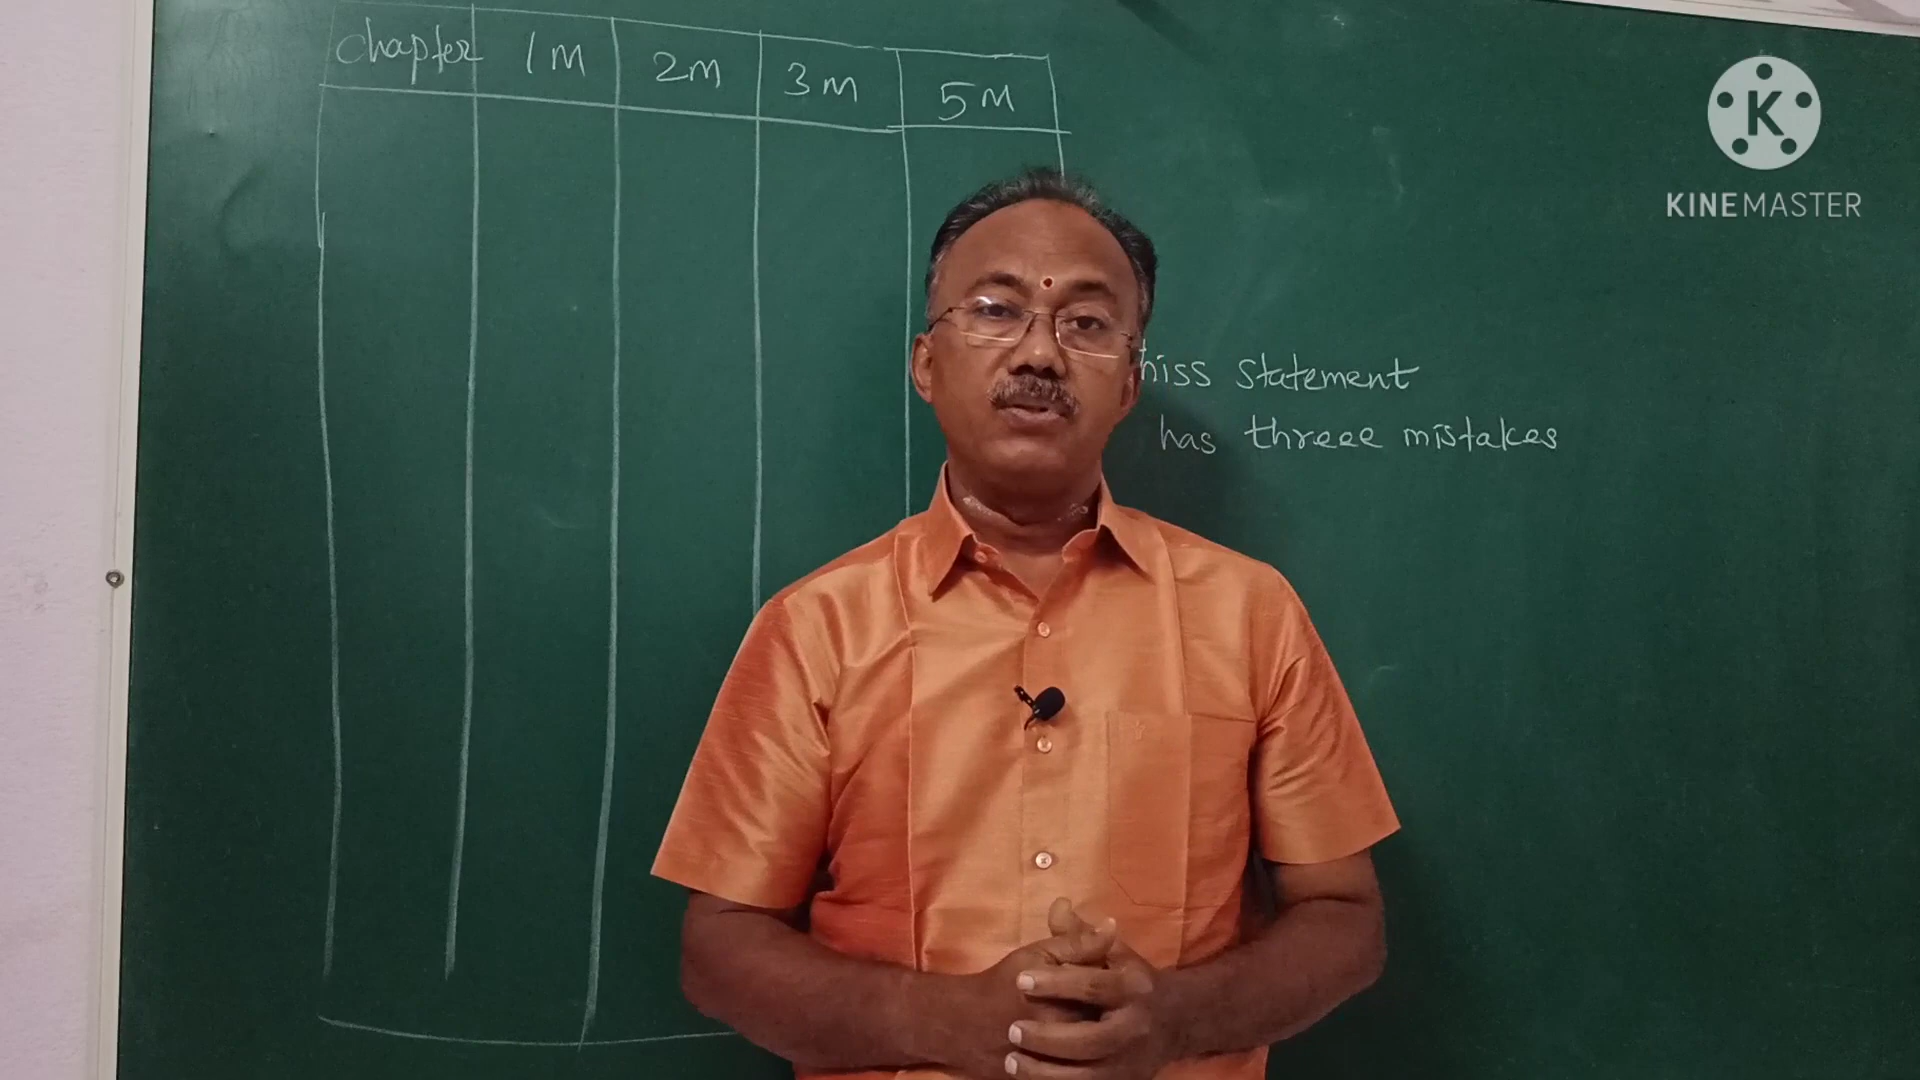 chapter 1M 2M 3M 5M
hiss statement
has threee mistakes
K
KINEMASTER